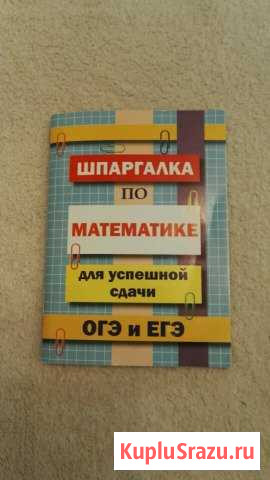 ШПАРГАЛКА
ПО
МАТЕМАТИКЕ
для успешной
сдачи
ОГЭ и ЕГЭ
KupluSrazu.ru